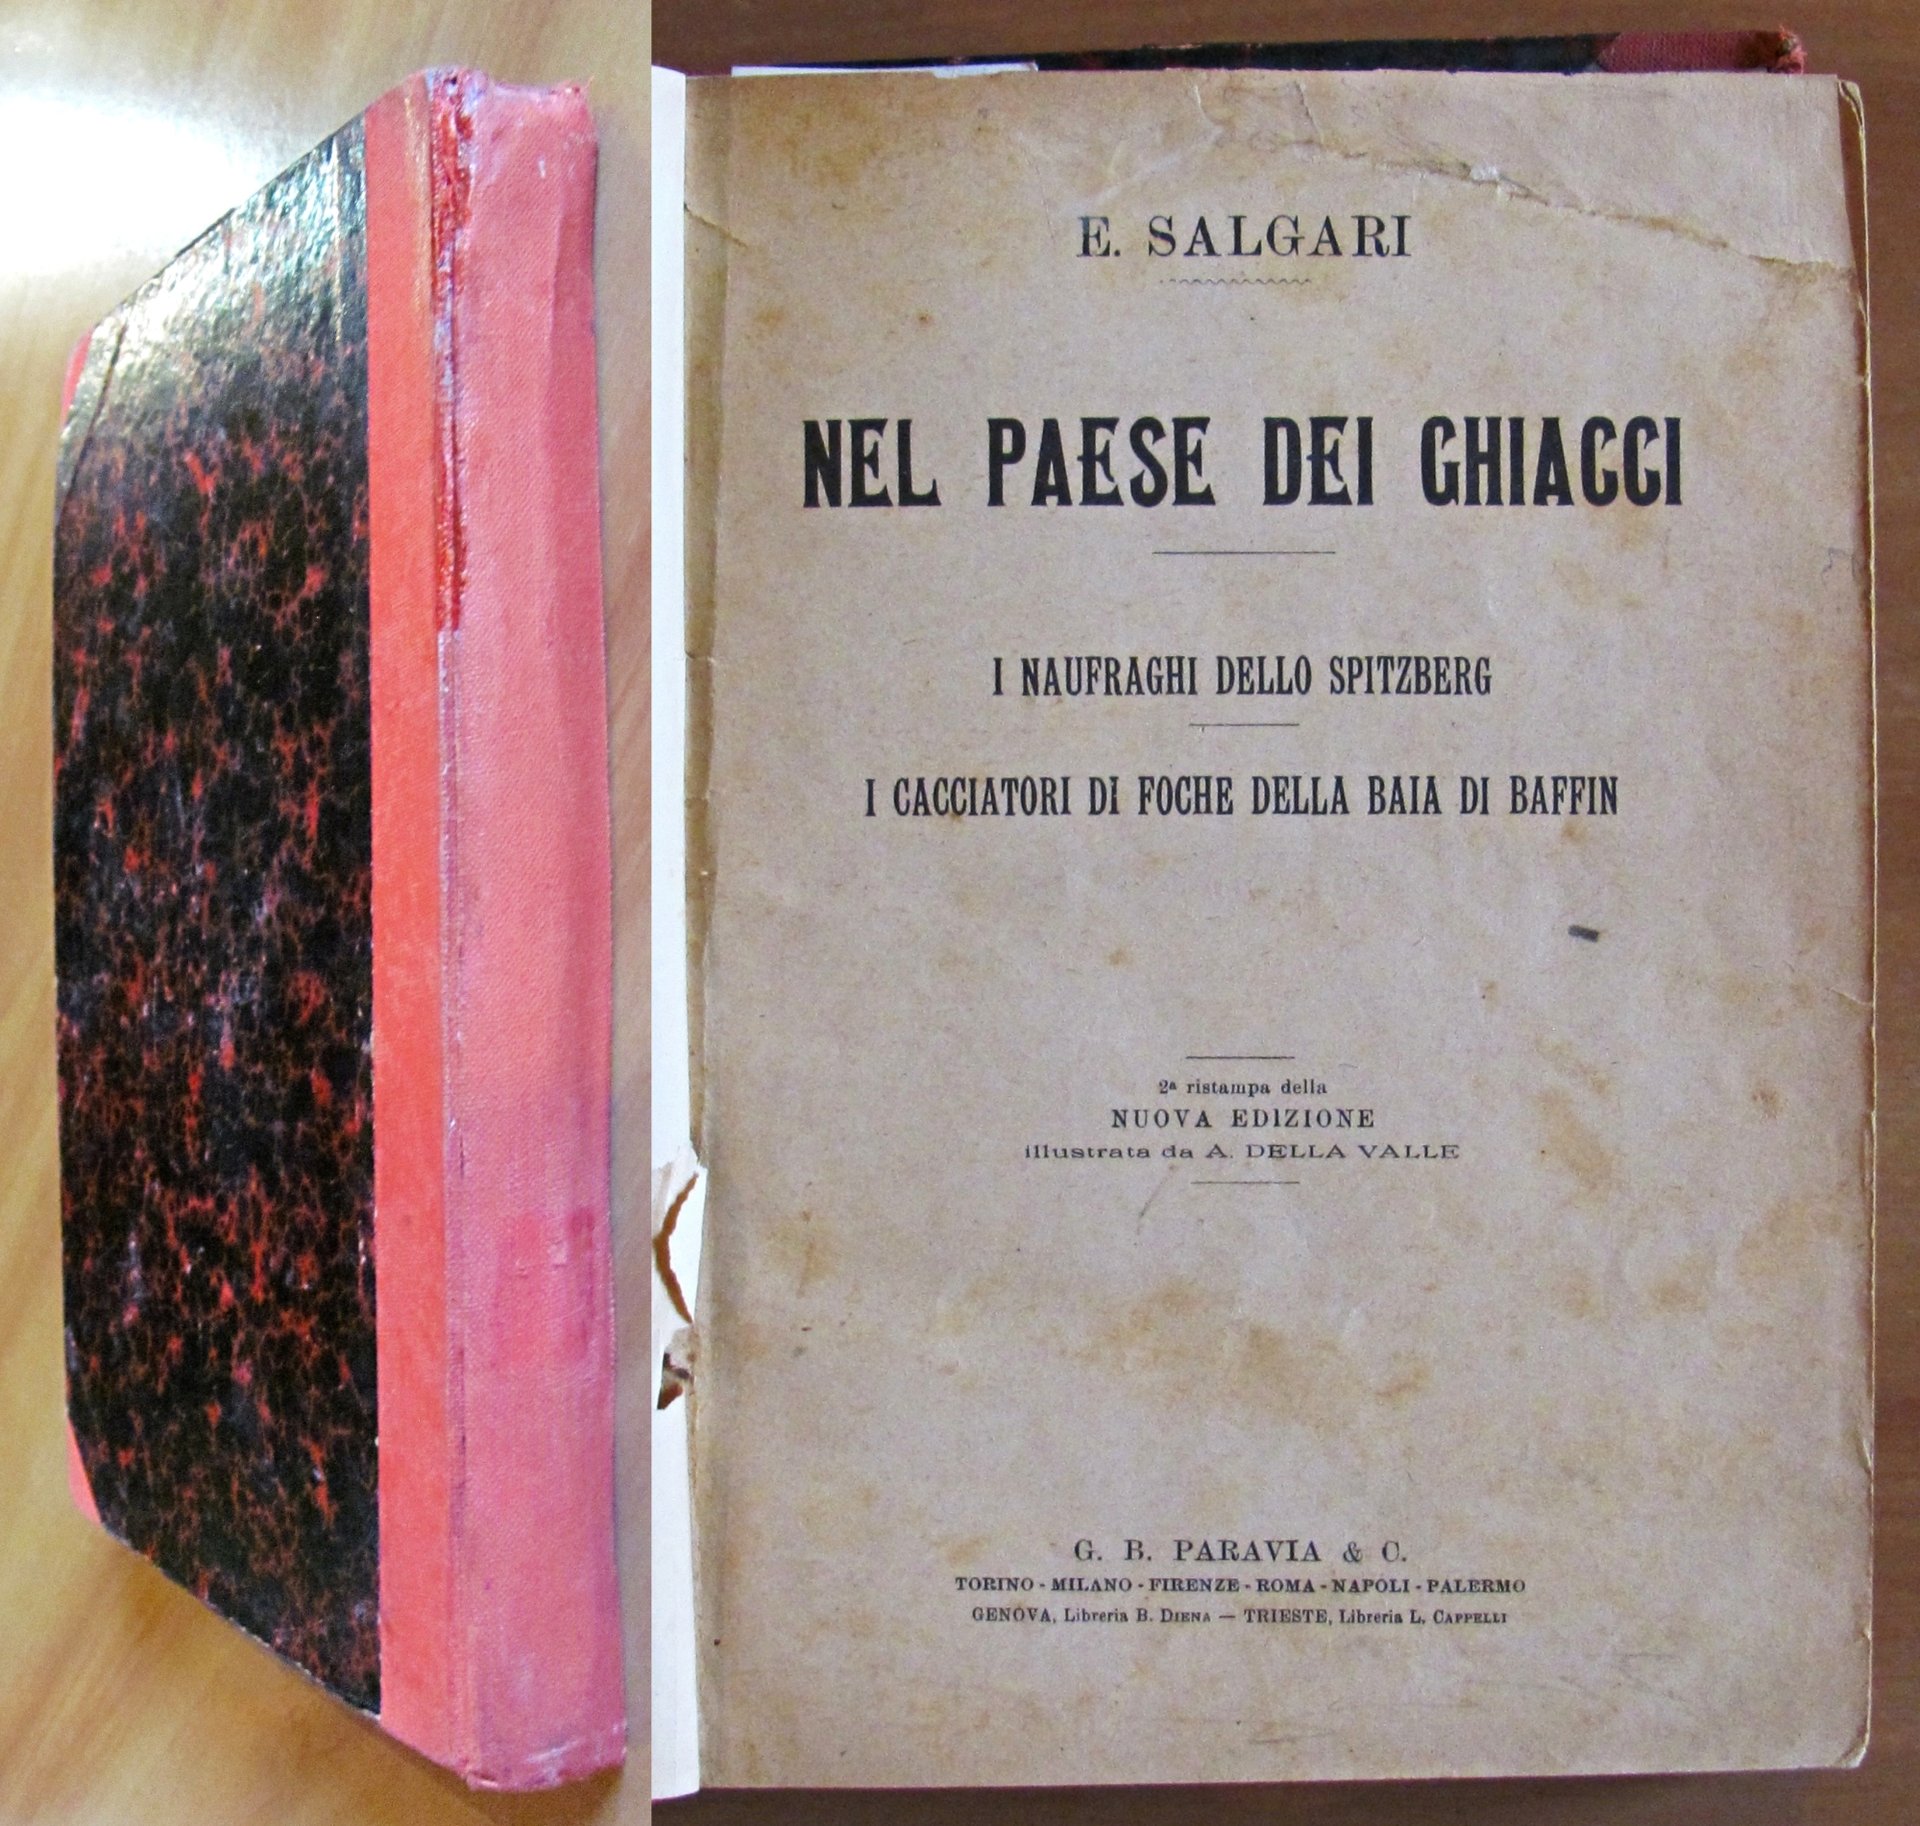 E. SALGARI
NEL PAESE DEI GHIACCI
I NAUFRAGHI DELLO SPITZBERG
I CACCIATORI DI FOCHE DELLA BAIA DI BAFFIN
2ª ristampa della
NUOVA EDIZIONE
illustrata da A. DELLA VALLE
G. B. PARAVIA & C.
TORINO - MILANO - FIRENZE - ROMA - NAPOLI - PALERMO
GENOVA, Libreria B. DIENA — TRIESTE, Libreria L. CAPPELLI